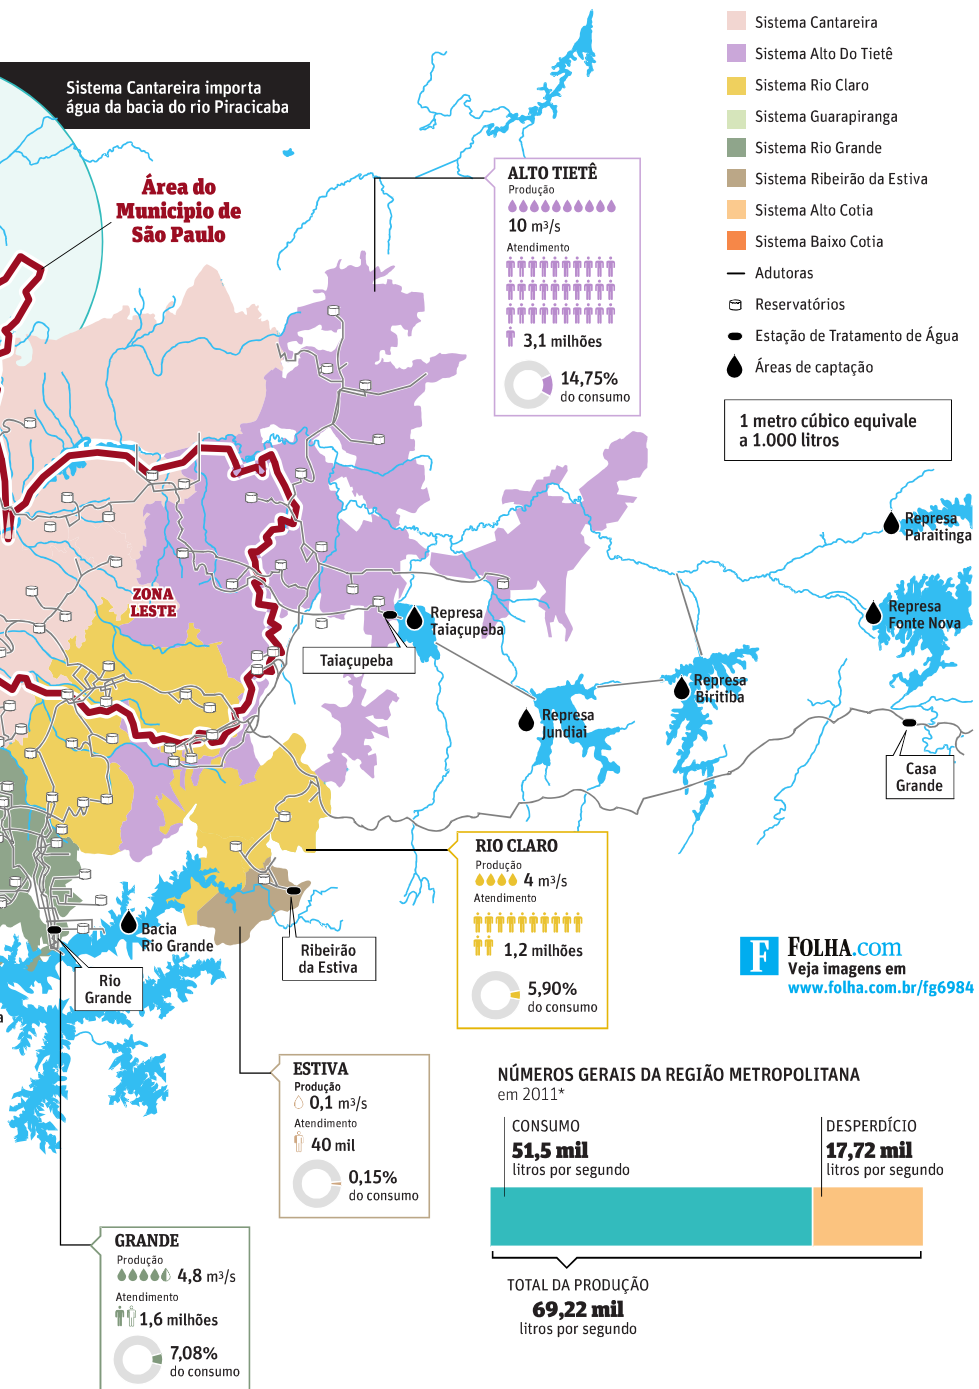 Sistema Cantareira importa
água da bacia do rio Piracicaba
Área do
Municipio de
São Paulo
Sistema Cantareira
Sistema Alto Do Tietê
Sistema Rio Claro
Sistema Guarapiranga
Sistema Rio Grande
Sistema Ribeirão da Estiva
Sistema Alto Cotia
Sistema Baixo Cotia
Adutoras
Reservatórios
Estação de Tratamento de Água
Áreas de captação
1 metro cúbico equivale
a 1.000 litros
ALTO TIETÊ
Produção
10 m³/s
Atendimento
3,1 milhões
14,75%
do consumo
ZONA
LESTE
Represa
Paraitinga
Represa
Fonte Nova
Represa
Taiaçupeba
Taiaçupeba
Represa
Biritiba
Represa
Jundiai
Casa
Grande
RIO CLARO
Produção
4 m³/s
Atendimento
1,2 milhões
5,90%
do consumo
Bacia
Rio Grande
Ribeirão
da Estiva
Rio
Grande
a
FOLHA.com
Veja imagens em
www.folha.com.br/fg6984
ESTIVA
Produção
0,1 m³/s
Atendimento
40 mil
0,15%
do consumo
NÚMEROS GERAIS DA REGIÃO METROPOLITANA
em 2011*
CONSUMO
51,5 mil
litros por segundo
DESPERDÍCIO
17,72 mil
litros por segundo
TOTAL DA PRODUÇÃO
69,22 mil
litros por segundo
GRANDE
Produção
4,8 m³/s
Atendimento
1,6 milhões
7,08%
do consumo